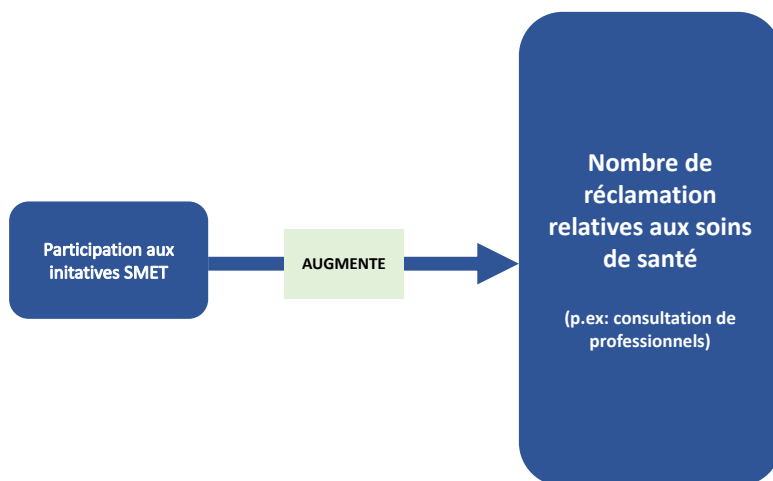 Participation aux
initatives SMET
AUGMENTE
Nombre de
réclamation
relatives aux soins
de santé
(p.ex: consultation de
professionnels)